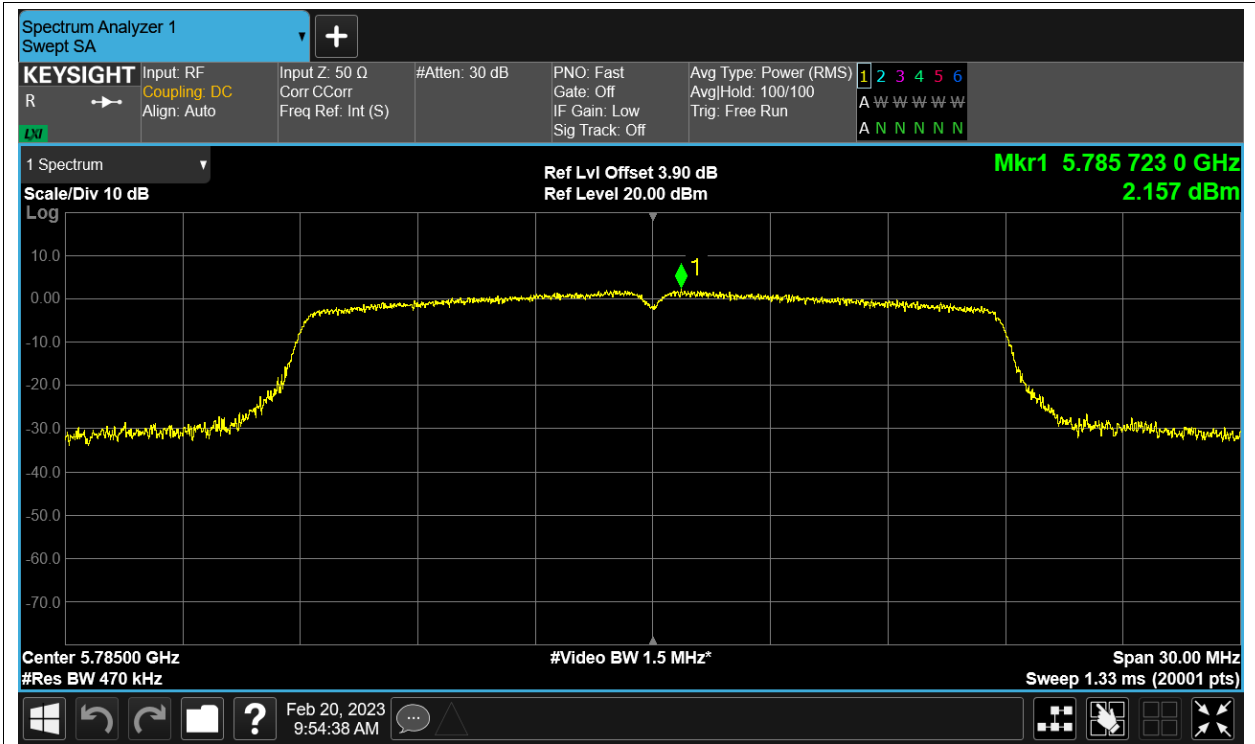 Spectrum Analyzer 1
Swept SA
KEYSIGHT
R
LXI
Input: RF
Coupling: DC
Align: Auto
Input Z: 50 Ω
Corr CCorr
Freq Ref: Int (S)
#Atten: 30 dB
PNO: Fast
Gate: Off
IF Gain: Low
Sig Track: Off
Avg Type: Power (RMS)
Avg|Hold: 100/100
Trig: Free Run
1 2 3 4 5 6
A W W W W W
A N N N N N
1 Spectrum
Scale/Div 10 dB
Log
Ref Lvl Offset 3.90 dB
Ref Level 20.00 dBm
Mkr1 5.785 723 0 GHz
2.157 dBm
1
10.0
0.00
-10.0
-20.0
-30.0
-40.0
-50.0
-60.0
-70.0
Center 5.78500 GHz
#Res BW 470 kHz
#Video BW 1.5 MHz*
Span 30.00 MHz
Sweep 1.33 ms (20001 pts)
?
Feb 20, 2023
9:54:38 AM